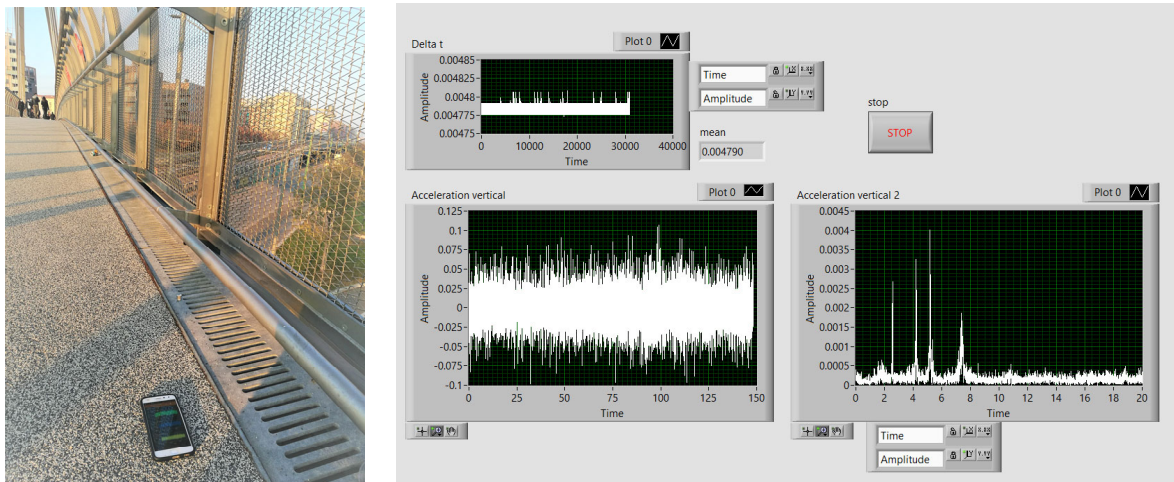 Delta t
Plot 0
0.00485
0.004825
0.0048
0.004775
0.00475
Amplitude
0 10000 20000 30000 40000
Time
Time
Amplitude
mean
0.004790
stop
STOP
Acceleration vertical
Plot 0
0.125
0.1
0.075
0.05
0.025
0
-0.025
-0.05
-0.075
-0.1
Amplitude
0 25 50 75 100 125 150
Time
Acceleration vertical 2
Plot 0
0.0045
0.004
0.0035
0.003
0.0025
0.002
0.0015
0.001
0.0005
0
Amplitude
0 2 4 6 8 10 12 14 16 18 20
Time
Time
Amplitude